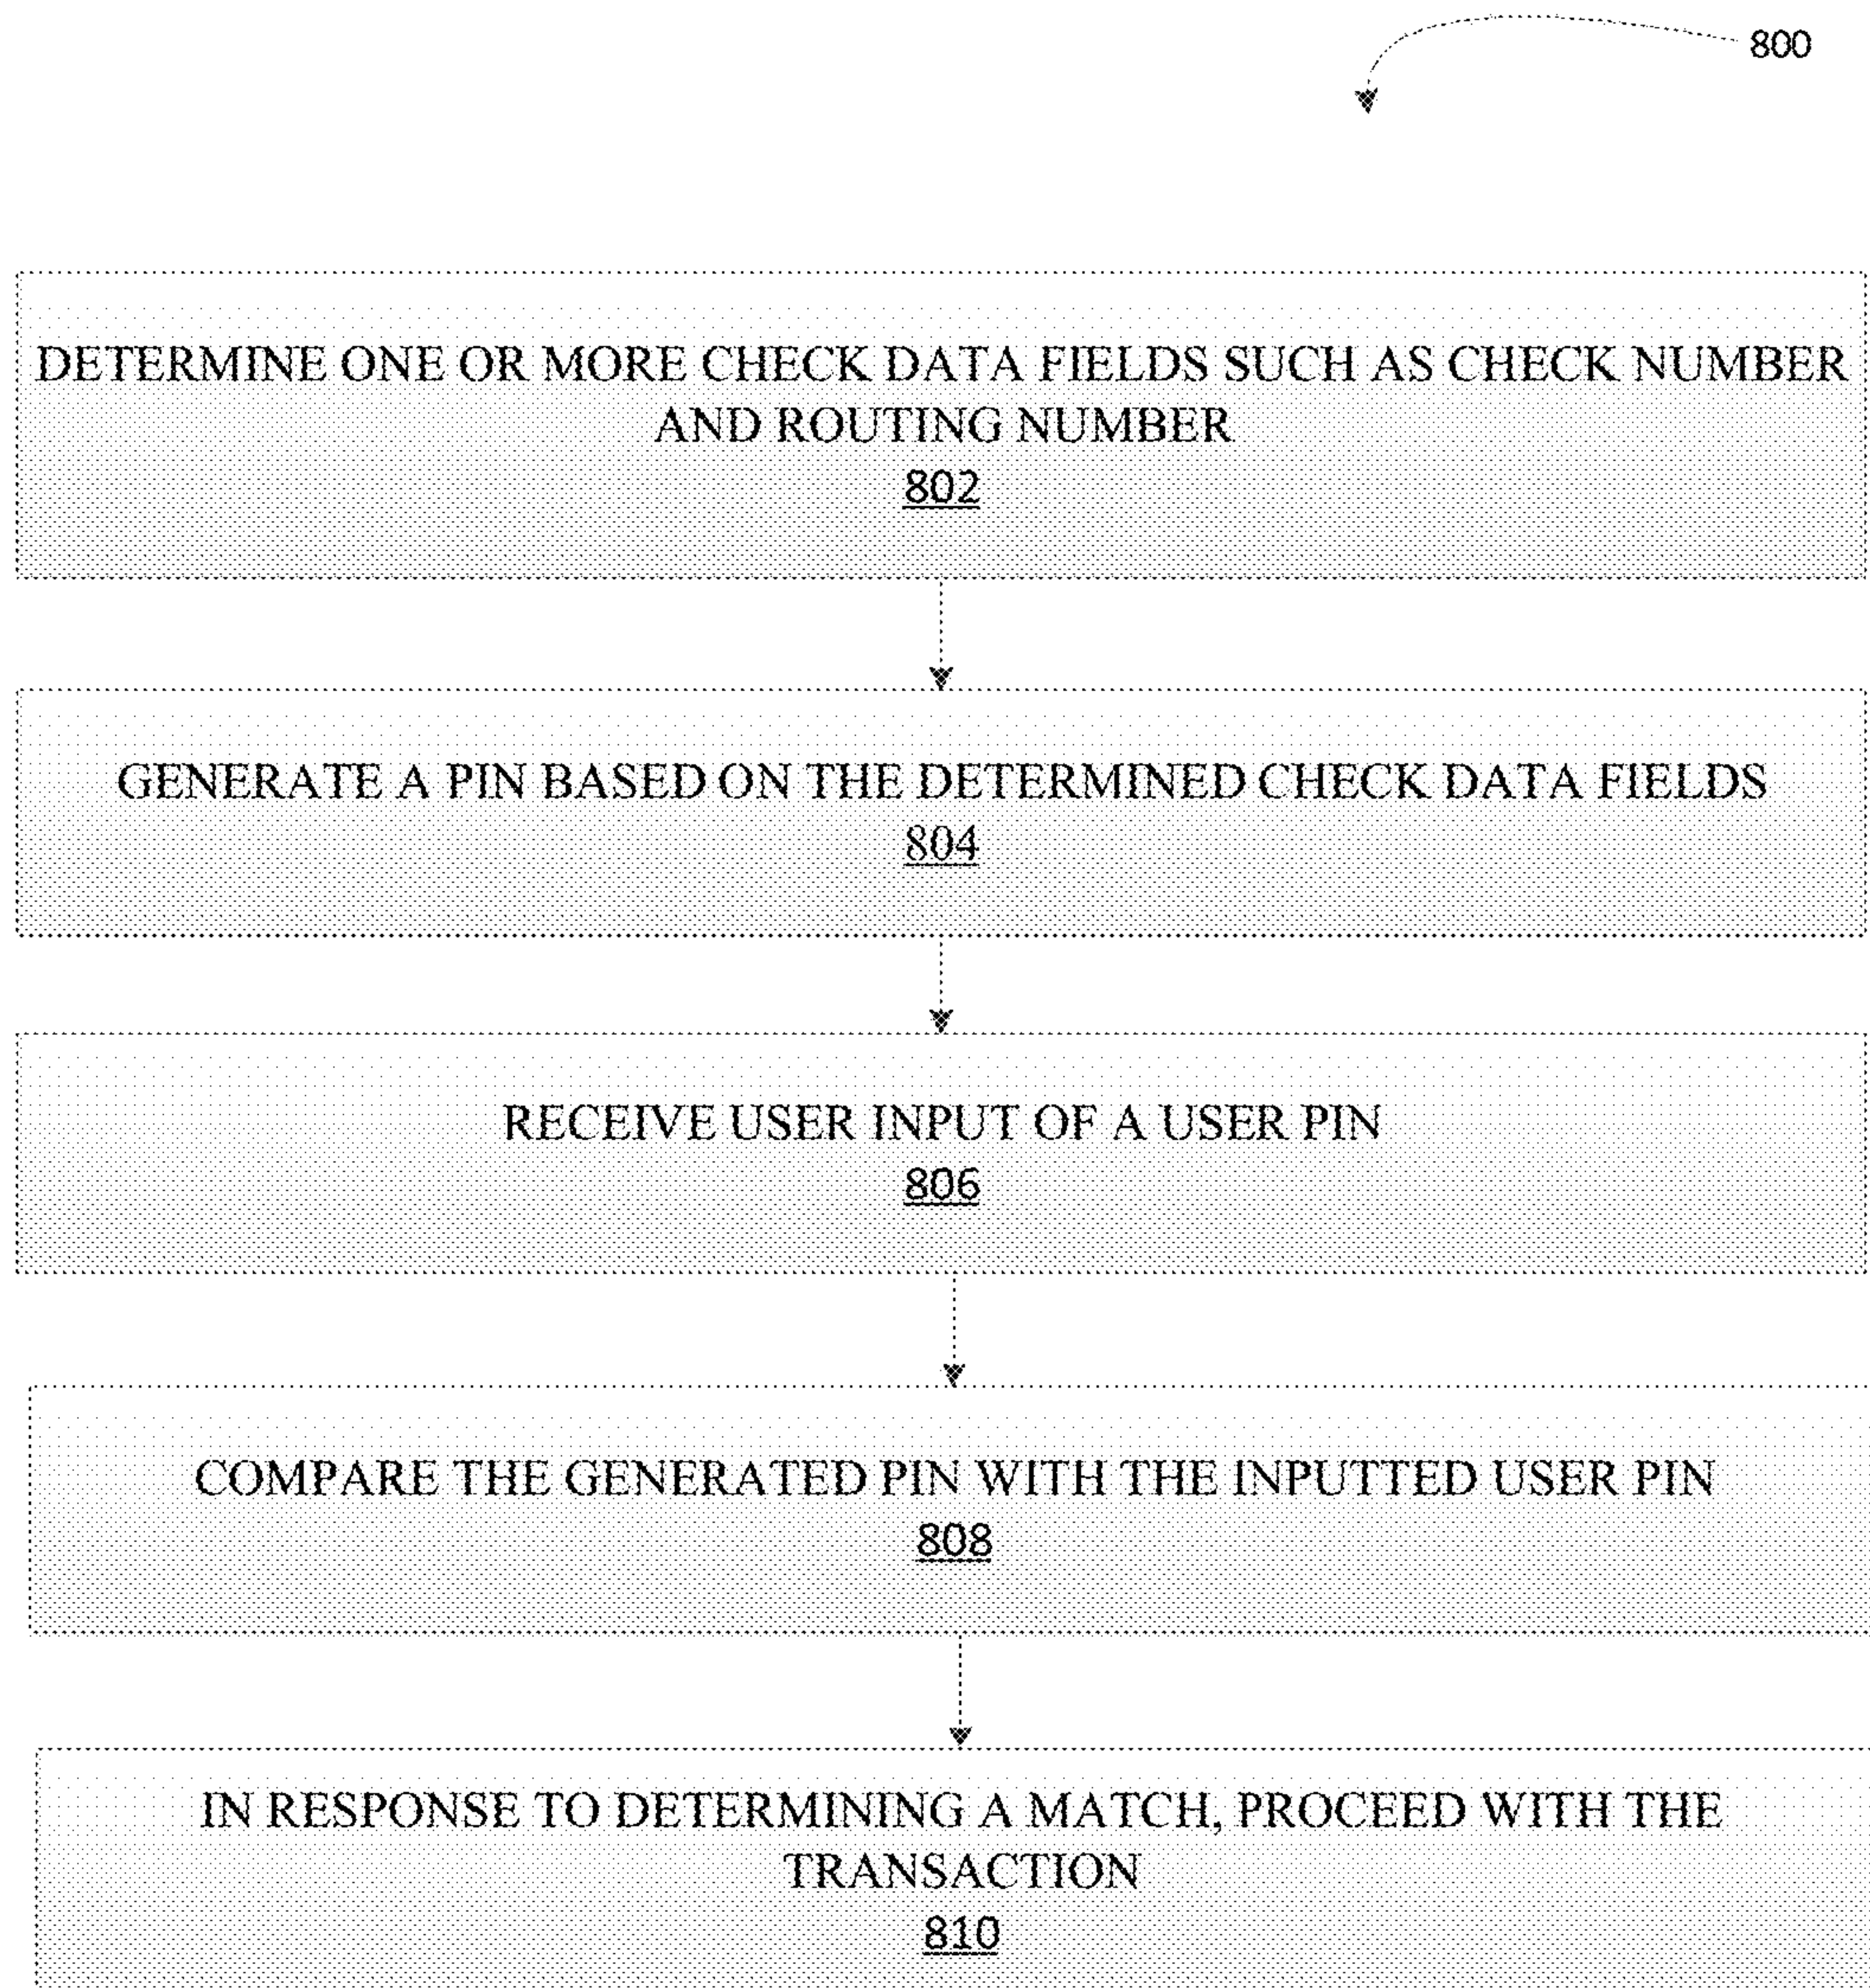 800
DETERMINE ONE OR MORE CHECK DATA FIELDS SUCH AS CHECK NUMBER
AND ROUTING NUMBER
802
GENERATE A PIN BASED ON THE DETERMINED CHECK DATA FIELDS
804
RECEIVE USER INPUT OF A USER PIN
806
COMPARE THE GENERATED PIN WITH THE INPUTTED USER PIN
808
IN RESPONSE TO DETERMINING A MATCH, PROCEED WITH THE
TRANSACTION
810